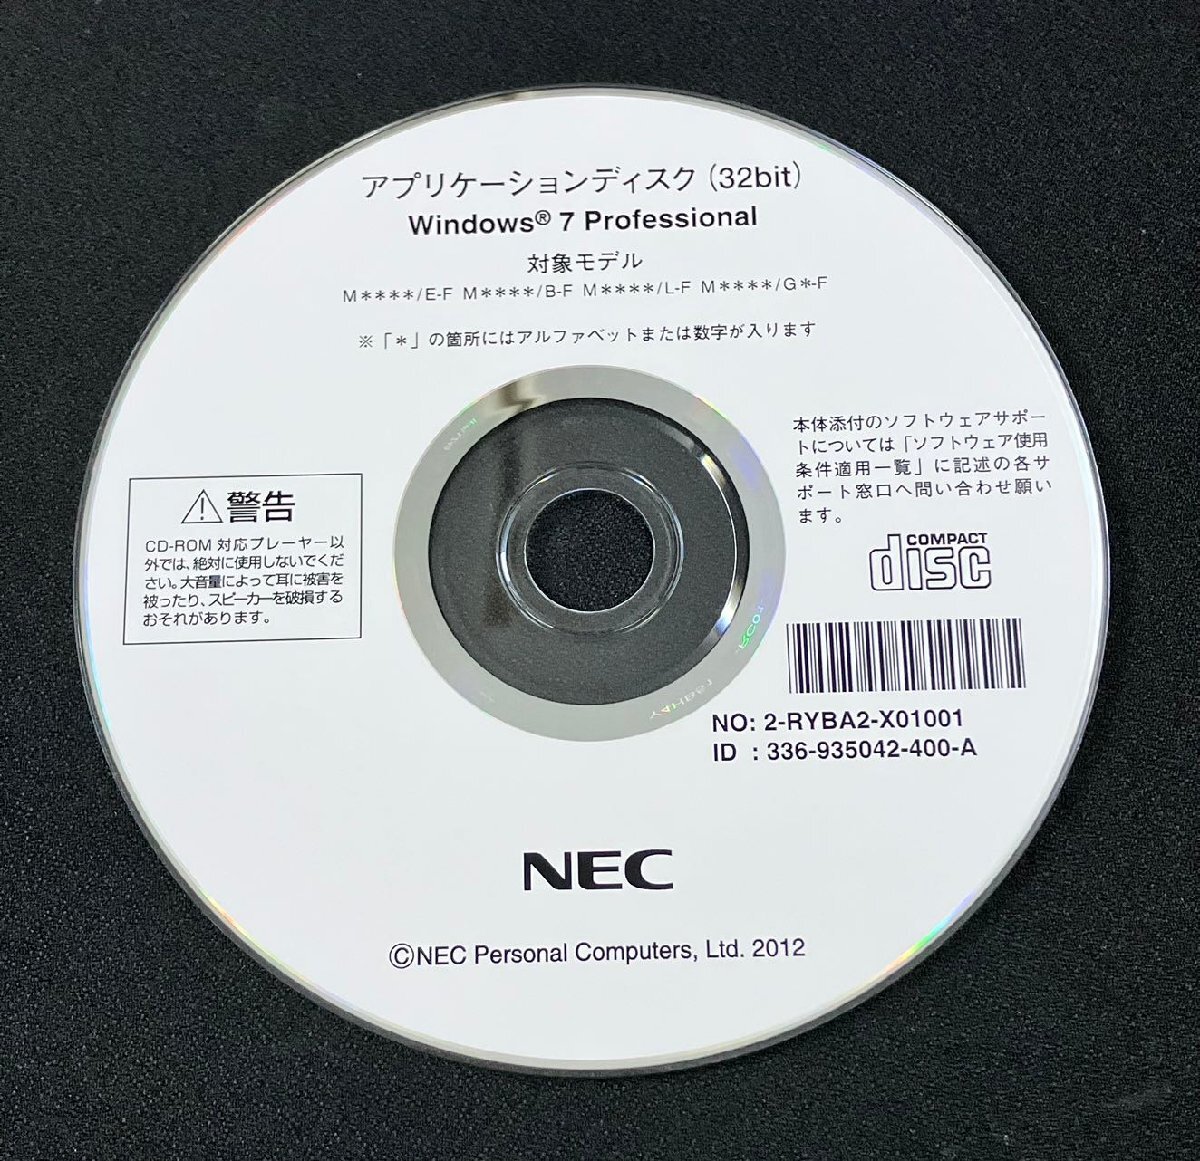 アプリケーションディスク (32bit)
Windows® 7 Professional
対象モデル
M****/E-F M****/B-F M****/L-F M****/G*-F
※「*」の箇所にはアルファベットまたは数字が入ります
本体添付のソフトウェアサポー
トについては「ソフトウェア使用
条件適用一覧」に記述の各サ
ポート窓口へ問い合わせ願い
ます。
⚠警告
CD-ROM 対応プレーヤー以
外では、絶対に使用しないでくだ
さい。大音量によって耳に被害を
被ったり、スピーカーを破損する
おそれがあります。
COMPACT
disc
NO: 2-RYBA2-X01001
ID : 336-935042-400-A
NEC
©NEC Personal Computers, Ltd. 2012